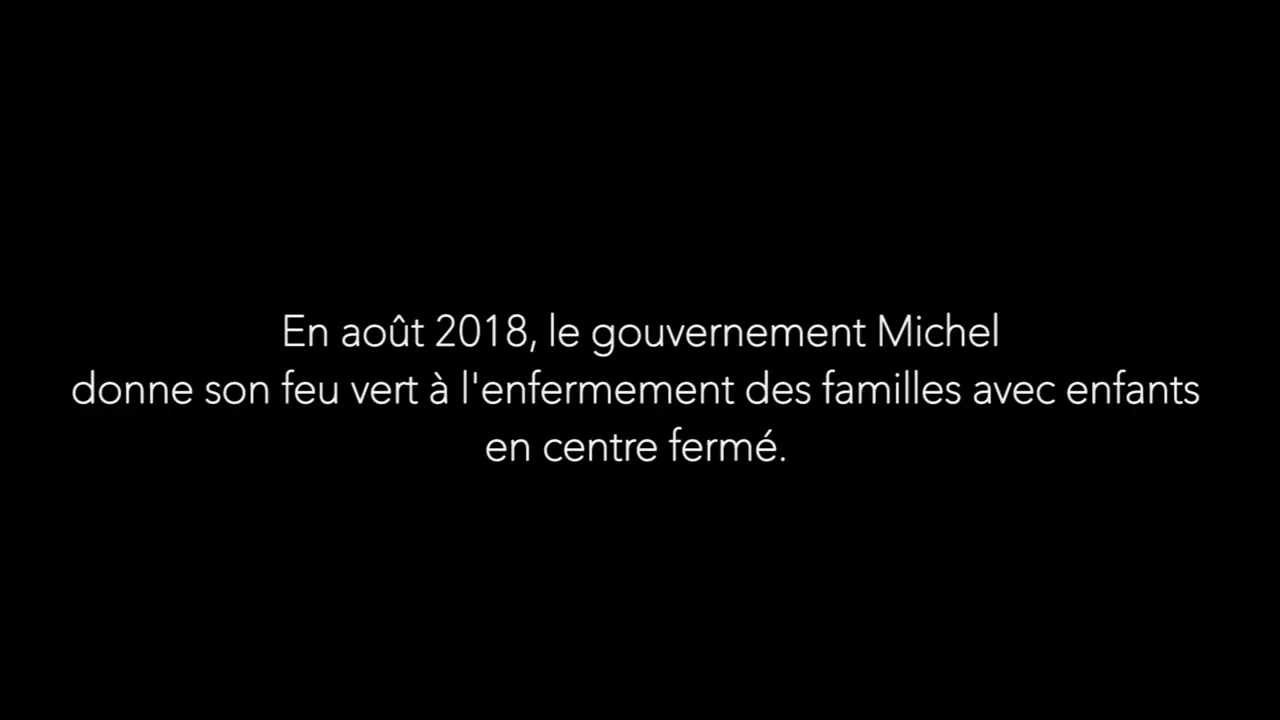 En août 2018, le gouvernement Michel
donne son feu vert à l'enfermement des familles avec enfants
en centre fermé.